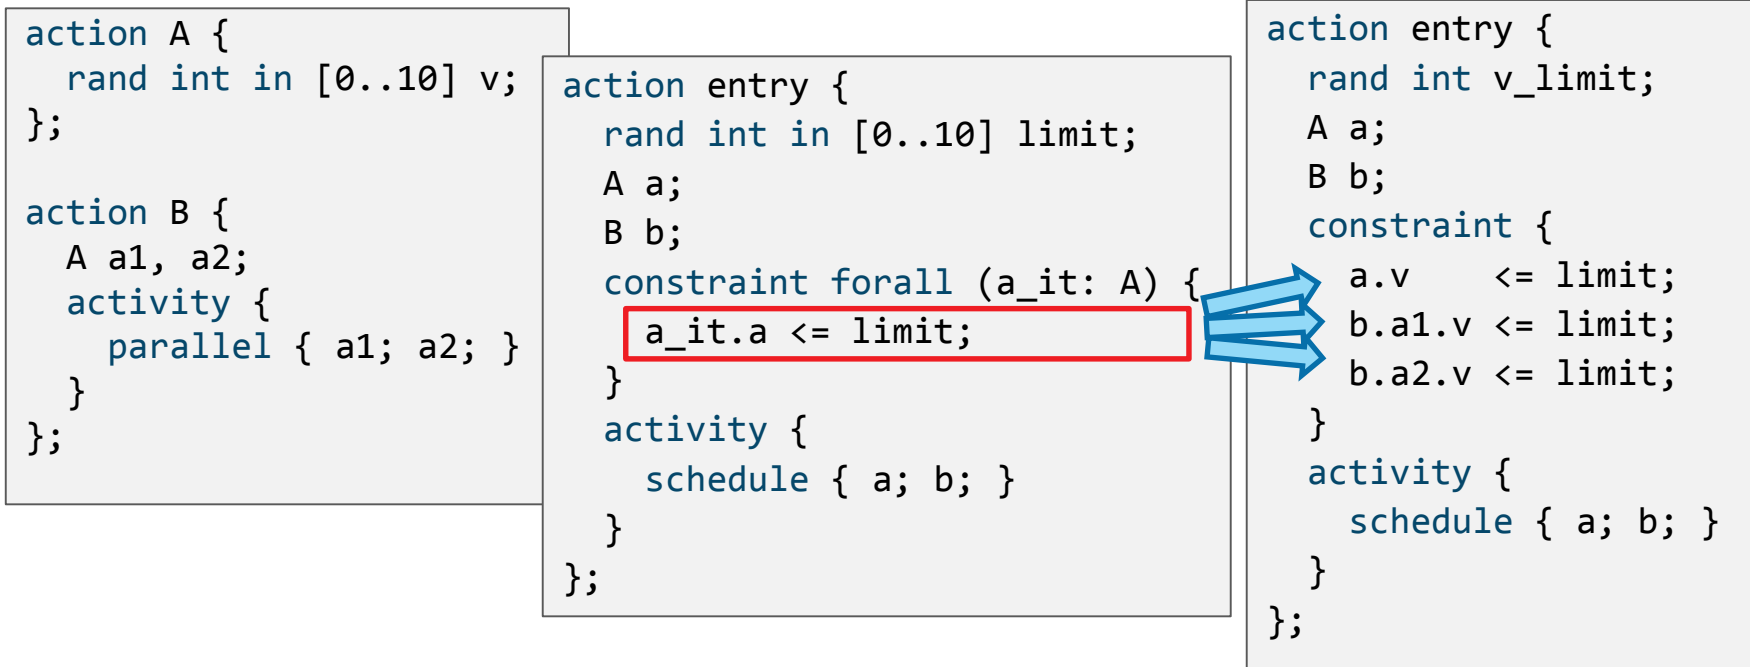 action A {
  rand int in [0..10] v;
};

action B {
  A a1, a2;
  activity {
    parallel { a1; a2; }
  }
};
action entry {
  rand int in [0..10] limit;
  A a;
  B b;
  constraint forall (a_it: A) {
    a_it.a <= limit;
  }
  activity {
    schedule { a; b; }
  }
};
action entry {
  rand int v_limit;
  A a;
  B b;
  constraint {
    a.v    <= limit;
    b.a1.v <= limit;
    b.a2.v <= limit;
  }
  activity {
    schedule { a; b; }
  }
};